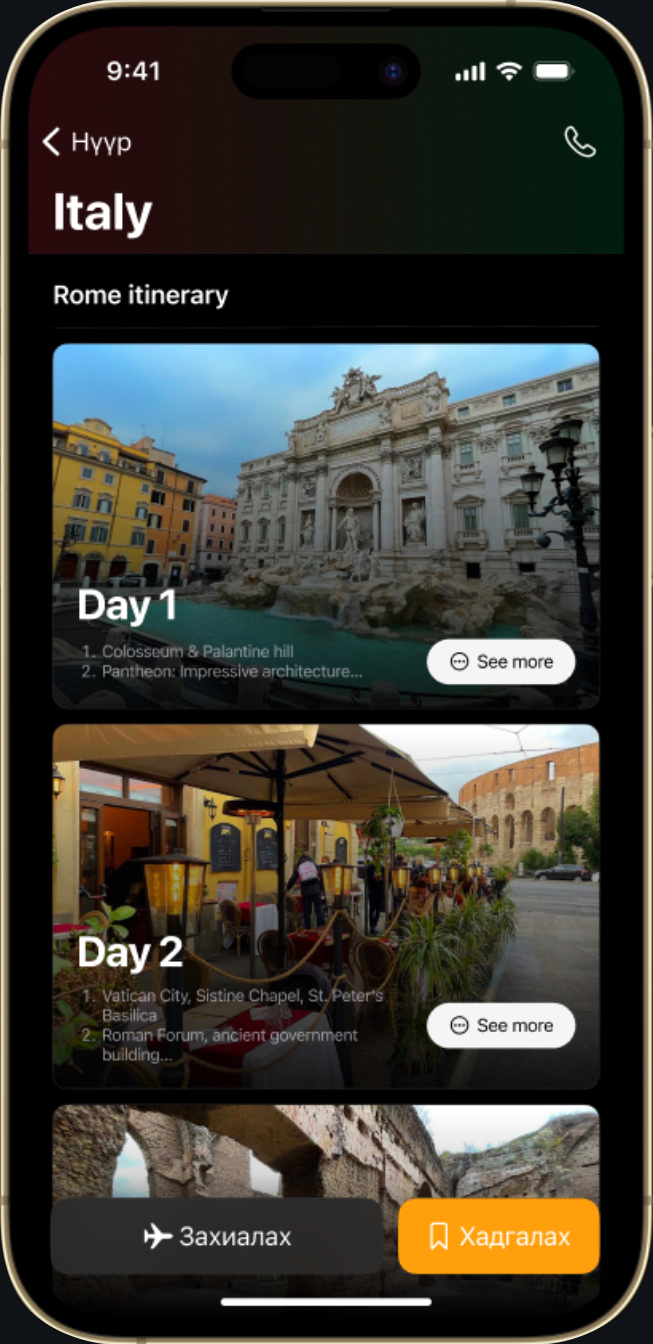 9:41
Нүүр
Italy
Rome itinerary
Day 1
1. Colosseum & Palantine hill
2. Pantheon: Impressive architecture...
See more
Day 2
1. Vatican City, Sistine Chapel, St. Peter's
Basilica
2. Roman Forum, ancient government
building...
See more
Захиалах
Хадгалах